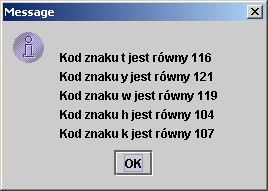 Message
Kod znaku t jest równy 116
Kod znaku y jest równy 121
Kod znaku w jest równy 119
Kod znaku h jest równy 104
Kod znaku k jest równy 107
OK